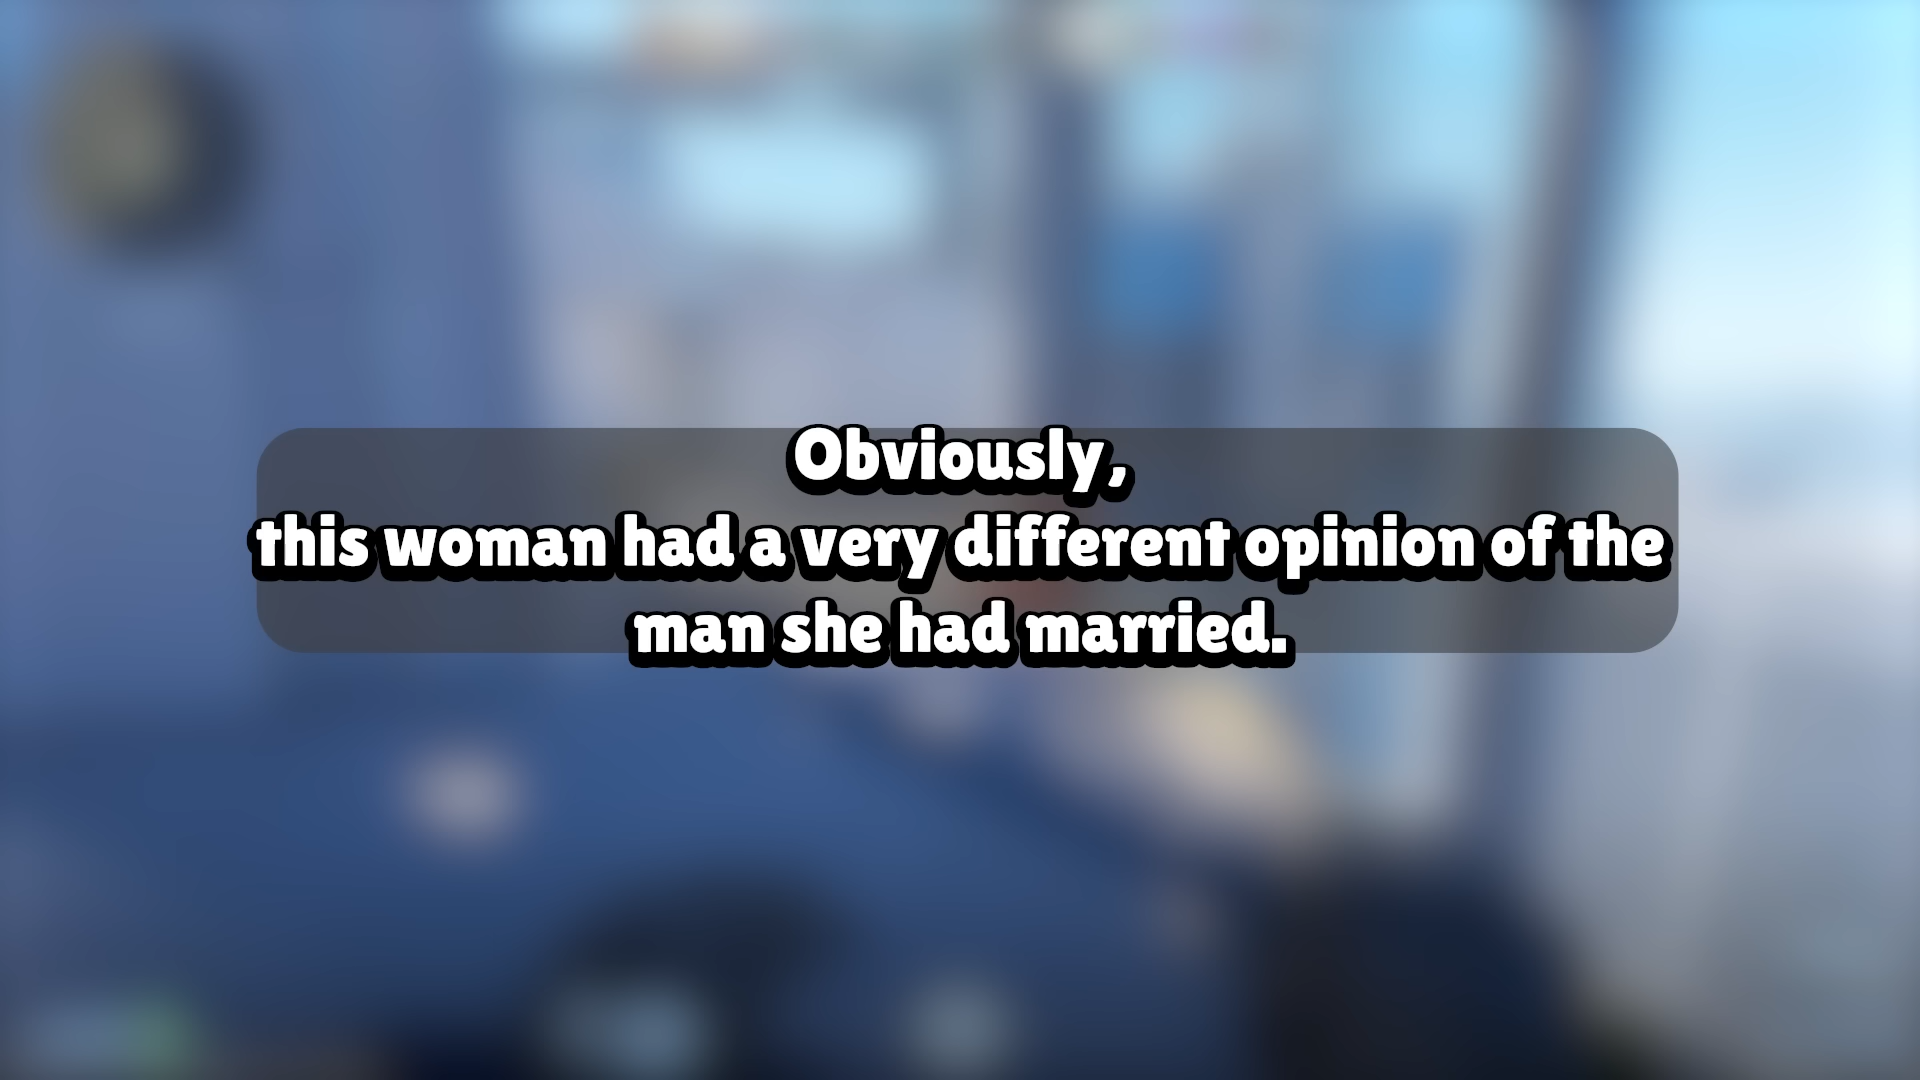 Obviously,
this woman had a very different opinion of the
man she had married.